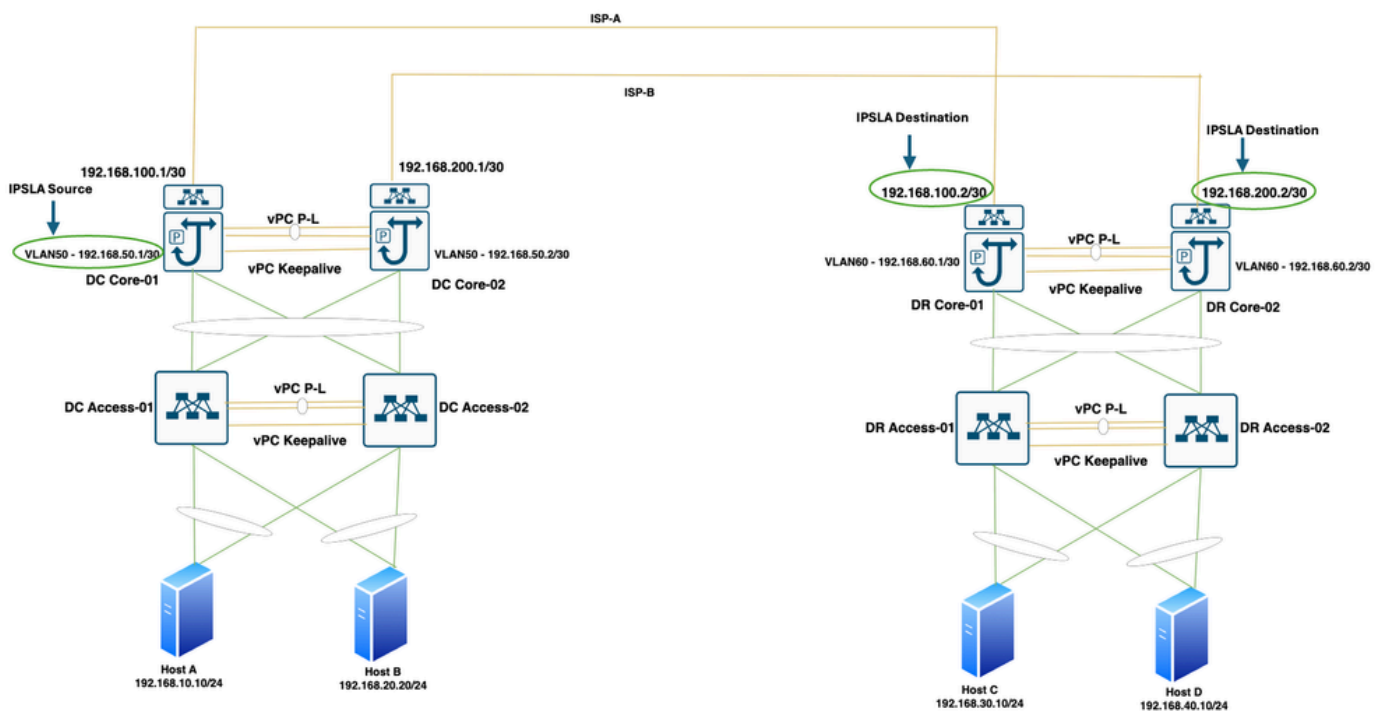 ISP-A
ISP-B
IPSLA Destination
IPSLA Destination
192.168.100.1/30
192.168.200.1/30
IPSLA Source
192.168.100.2/30
192.168.200.2/30
vPC P-L
vPC P-L
P
P
P
P
VLAN50 - 192.168.50.1/30
VLAN50 - 192.168.50.2/30
VLAN60 - 192.168.60.1/30
VLAN60 - 192.168.60.2/30
vPC Keepalive
vPC Keepalive
DC Core-01
DC Core-02
DR Core-01
DR Core-02
vPC P-L
vPC P-L
DC Access-01
DC Access-02
DR Access-01
DR Access-02
vPC Keepalive
vPC Keepalive
Host A
192.168.10.10/24
Host B
192.168.20.20/24
Host C
192.168.30.10/24
Host D
192.168.40.10/24